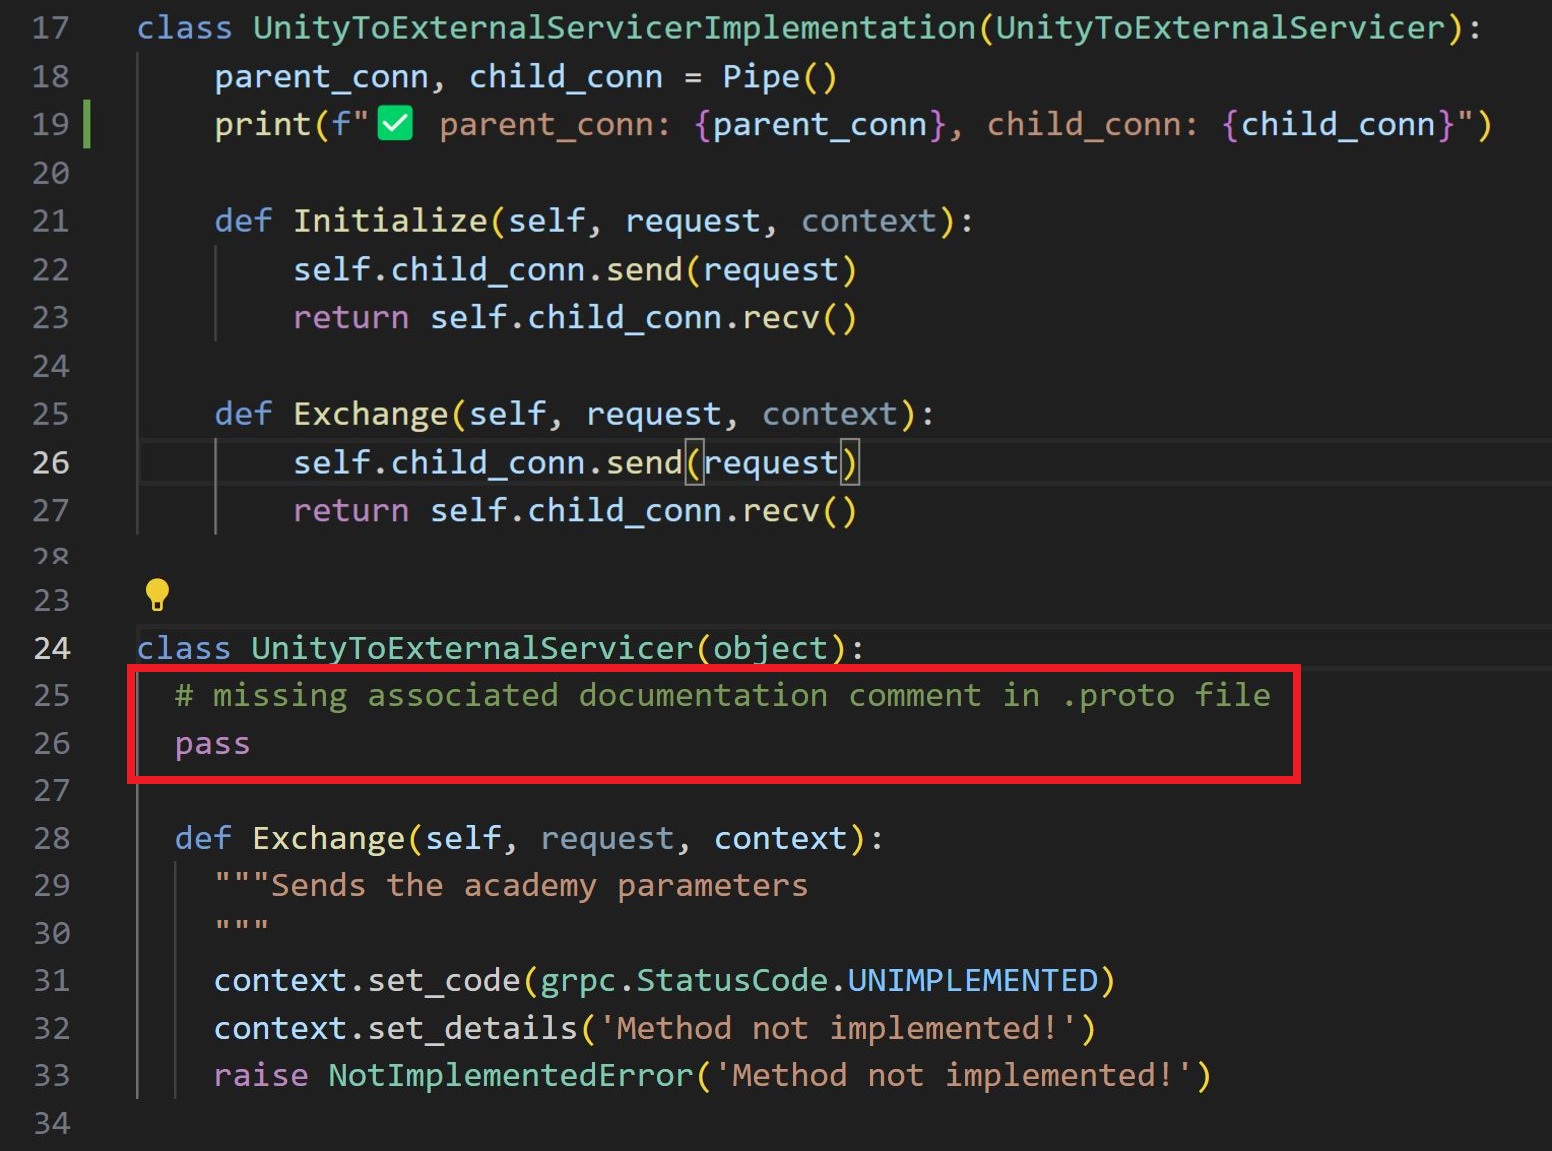 17 class UnityToExternalServicerImplementation(UnityToExternalServicer):
18 parent_conn, child_conn = Pipe()
19 print(f"✅ parent_conn: {parent_conn}, child_conn: {child_conn}")
20
21 def Initialize(self, request, context):
22 self.child_conn.send(request)
23 return self.child_conn.recv()
24
25 def Exchange(self, request, context):
26 self.child_conn.send(request)
27 return self.child_conn.recv()
28
23
24 class UnityToExternalServicer(object):
25 # missing associated documentation comment in .proto file
26 pass
27
28 def Exchange(self, request, context):
29 """Sends the academy parameters
30 """
31 context.set_code(grpc.StatusCode.UNIMPLEMENTED)
32 context.set_details('Method not implemented!')
33 raise NotImplementedError('Method not implemented!')
34